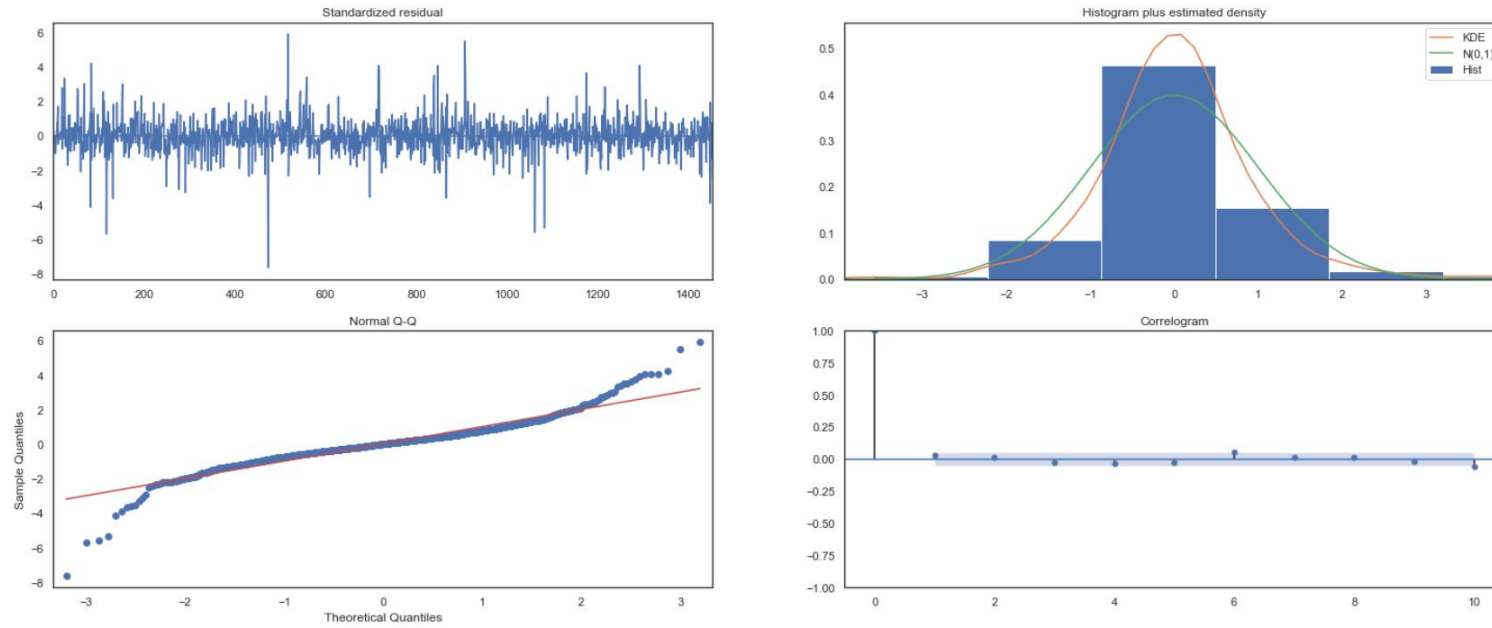 Standardized residual
6
4
2
0
−2
−4
−6
−8
0 200 400 600 800 1000 1200 1400
Histogram plus estimated density
KDE
N(0,1)
Hist
0.5
0.4
0.3
0.2
0.1
0.0
−3 −2 −1 0 1 2 3
Normal Q-Q
Sample Quantiles
6
4
2
0
−2
−4
−6
−8
−3 −2 −1 0 1 2 3
Theoretical Quantiles
Correlogram
1.00
0.75
0.50
0.25
0.00
−0.25
−0.50
−0.75
−1.00
0 2 4 6 8 10